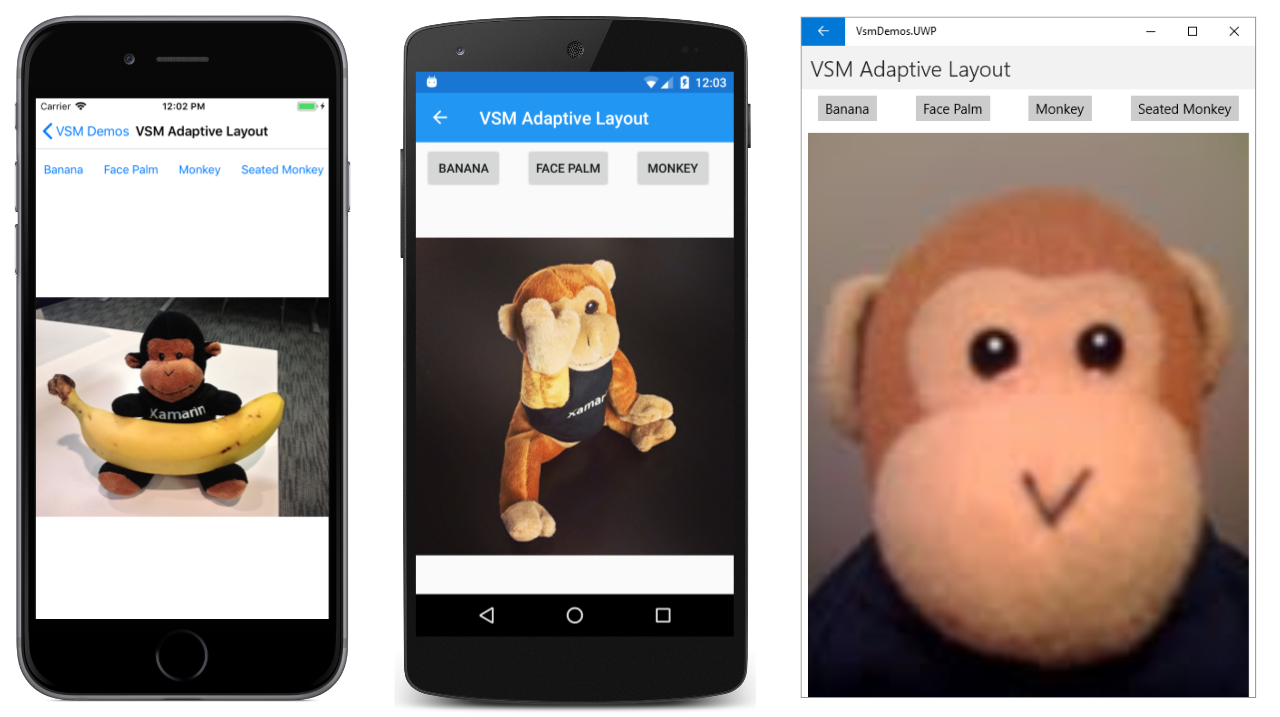 Carrier 12:02 PM
VSM Demos VSM Adaptive Layout
Banana Face Palm Monkey Seated Monkey
Xamarin
12:03
VSM Adaptive Layout
BANANA FACE PALM MONKEY
xamar
VsmDemos.UWP
VSM Adaptive Layout
Banana Face Palm Monkey Seated Monkey